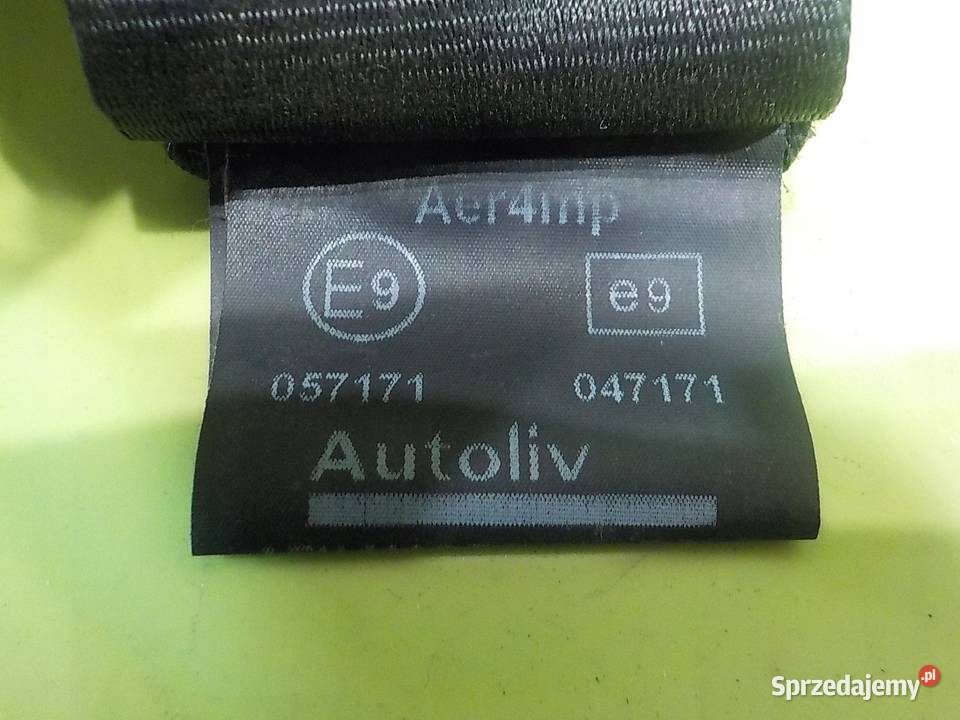 Aer4mp
E9 e9
057171 047171
Autoliv
Sprzedajemy.pl